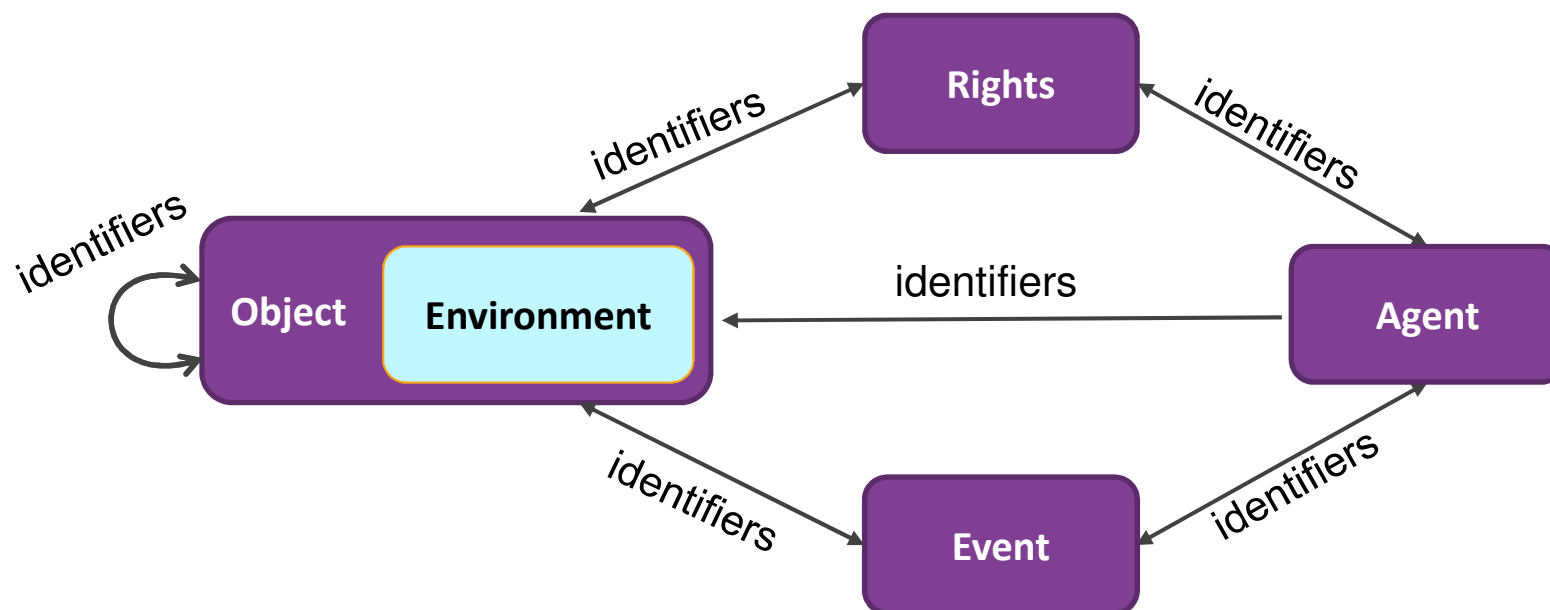 Rights
identifiers
identifiers
identifiers
Object
Environment
identifiers
Agent
identifiers
identifiers
Event